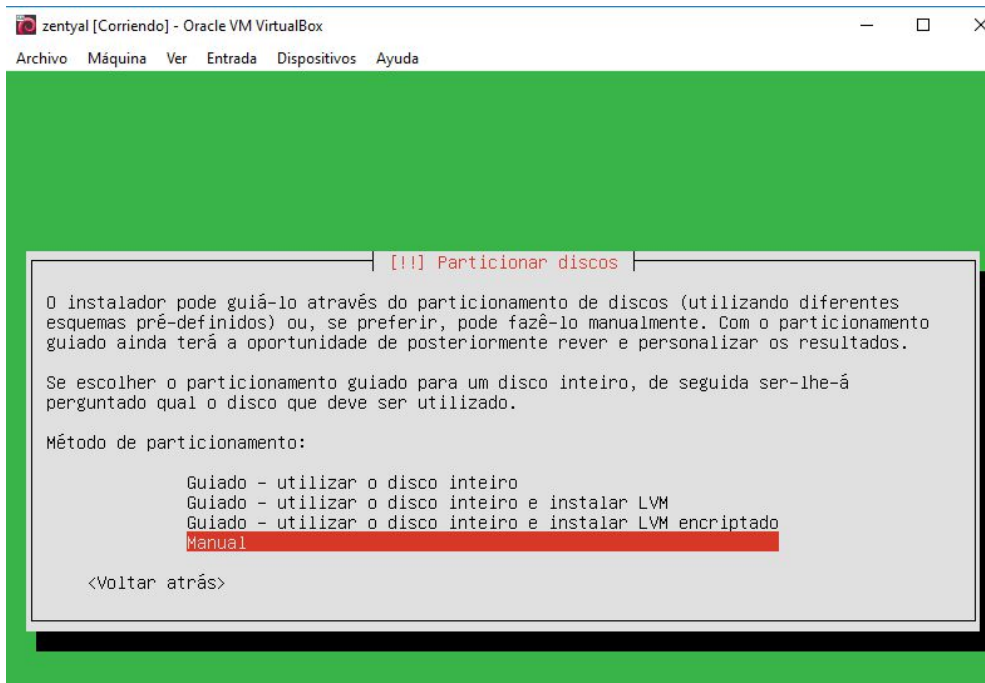 zentyal [Corriendo] - Oracle VM VirtualBox
Archivo Máquina Ver Entrada Dispositivos Ayuda
[!!] Particionar discos
O instalador pode guiá-lo através do particionamento de discos (utilizando diferentes
esquemas pré-definidos) ou, se preferir, pode fazê-lo manualmente. Com o particionamento
guiado ainda terá a oportunidade de posteriormente rever e personalizar os resultados.
Se escolher o particionamento guiado para um disco inteiro, de seguida ser-lhe-á
perguntado qual o disco que deve ser utilizado.
Método de particionamento:
Guiado - utilizar o disco inteiro
Guiado - utilizar o disco inteiro e instalar LVM
Guiado - utilizar o disco inteiro e instalar LVM encriptado
Manual
<Voltar atrás>